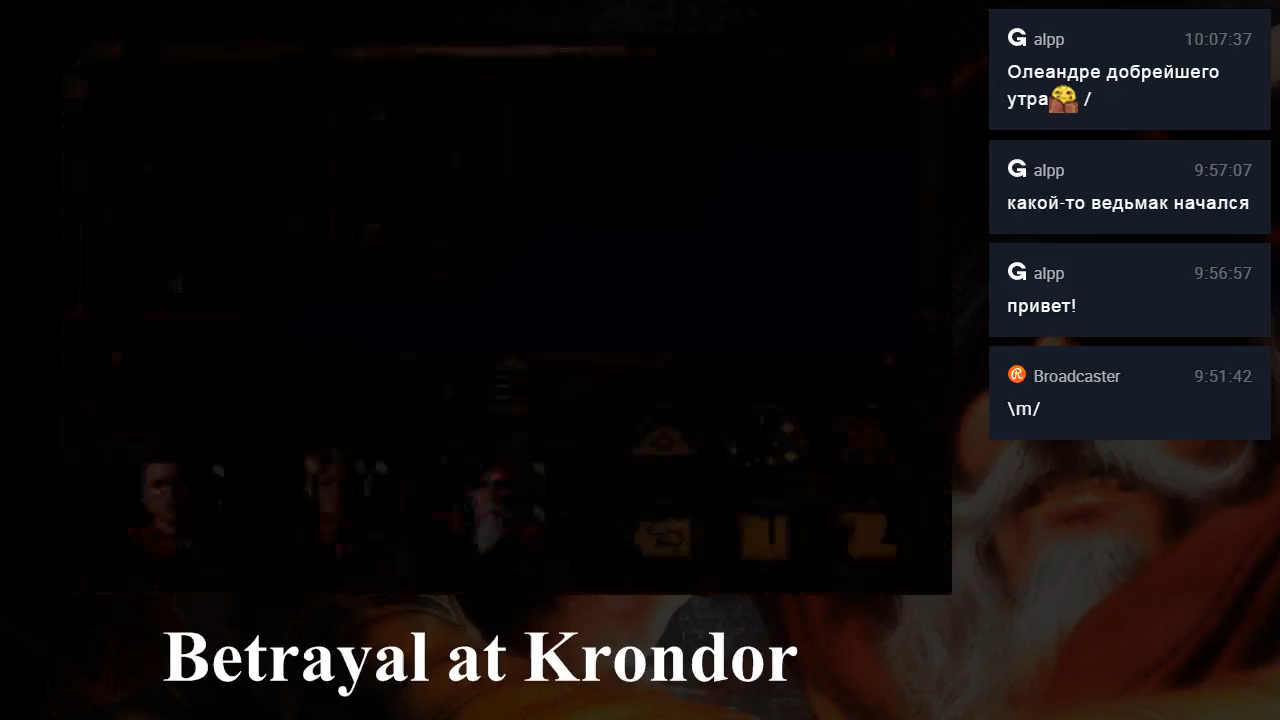 alpp 10:07:37
Олеандре добрейшего
утра /
alpp 9:57:07
какой-то ведьмак начался
alpp 9:56:57
привет!
Broadcaster 9:51:42
\m/
Betrayal at Krondor